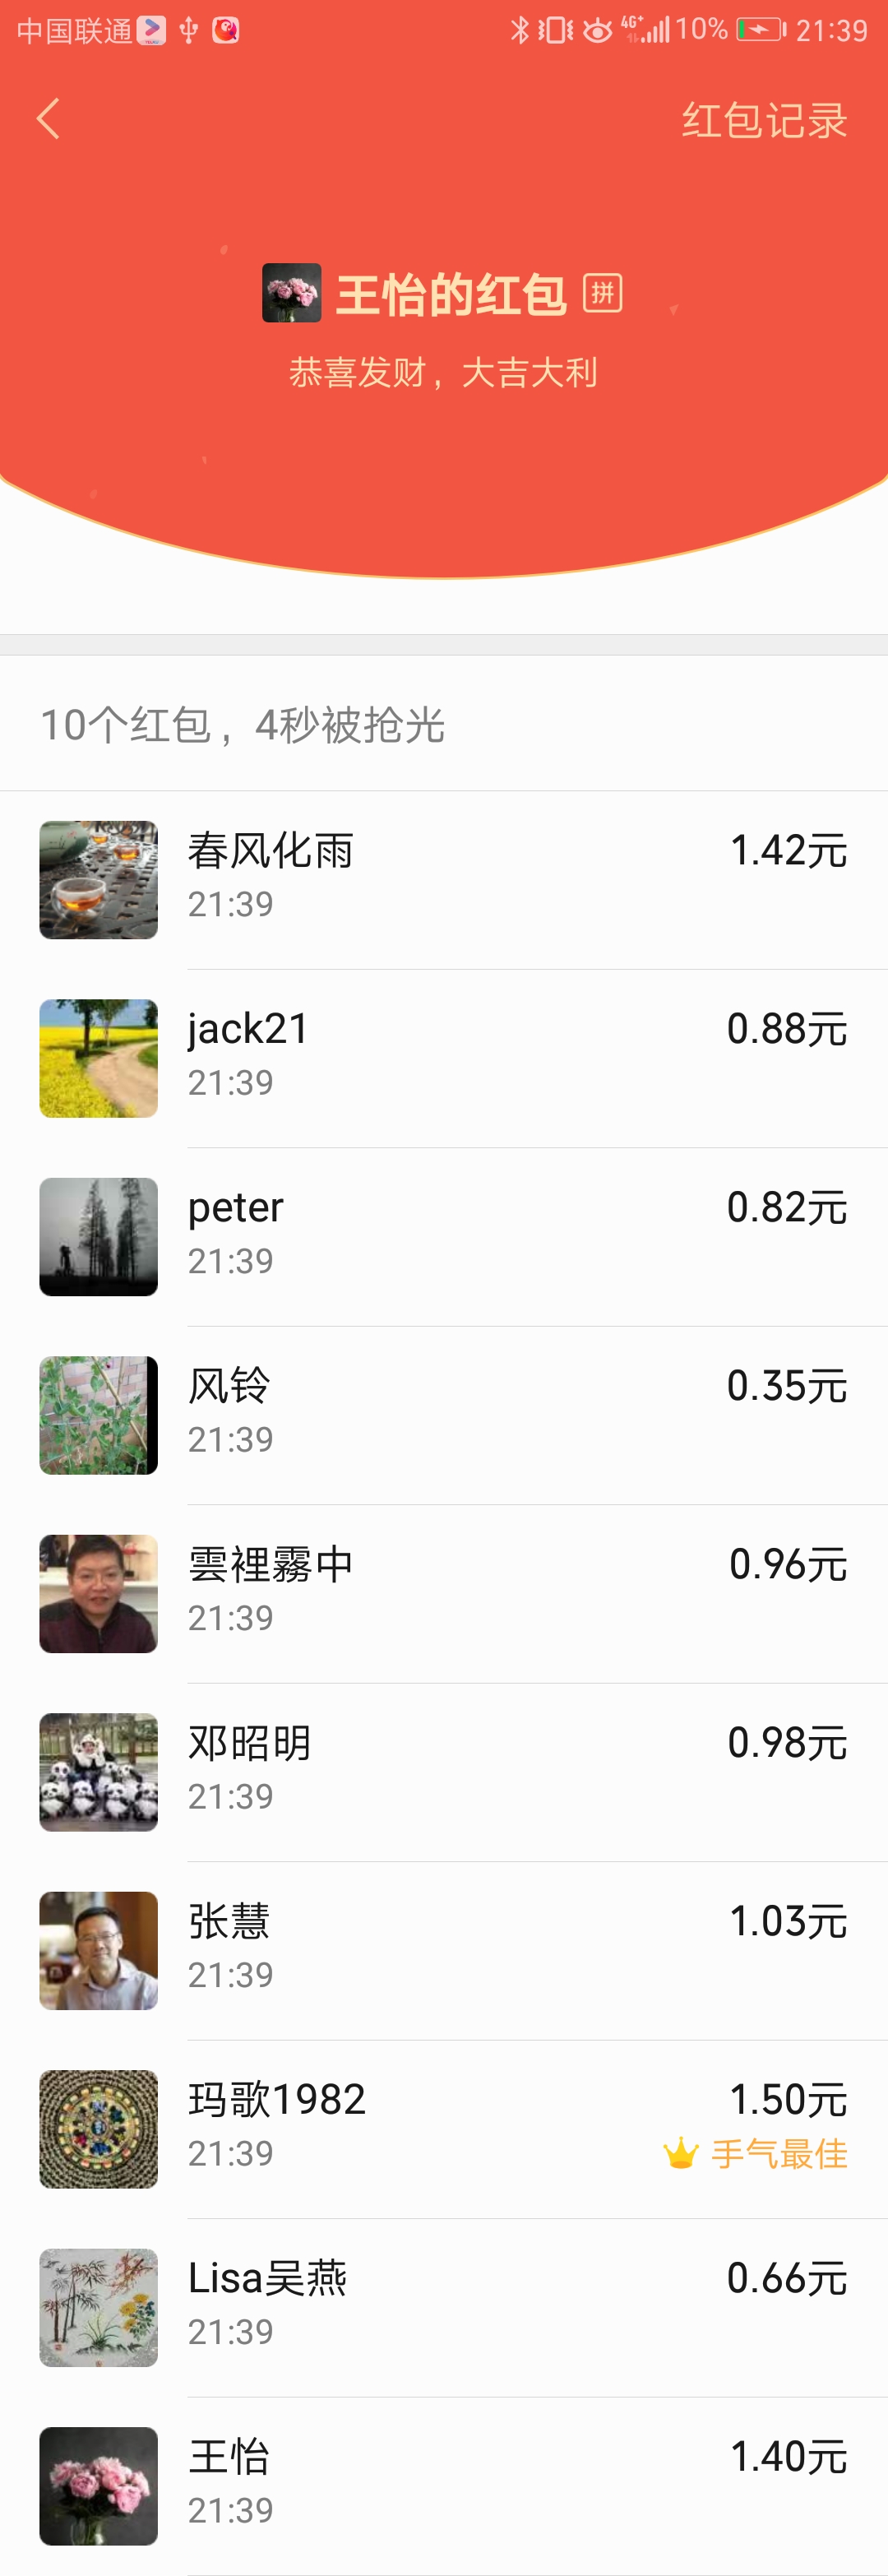 中国联通 4G+ 10% 21:39
红包记录
王怡的红包 拼
恭喜发财，大吉大利
10个红包，4秒被抢光
春风化雨 1.42元
21:39
jack21 0.88元
21:39
peter 0.82元
21:39
风铃 0.35元
21:39
雲裡霧中 0.96元
21:39
邓昭明 0.98元
21:39
张慧 1.03元
21:39
玛歌1982 1.50元
21:39 手气最佳
Lisa吴燕 0.66元
21:39
王怡 1.40元
21:39